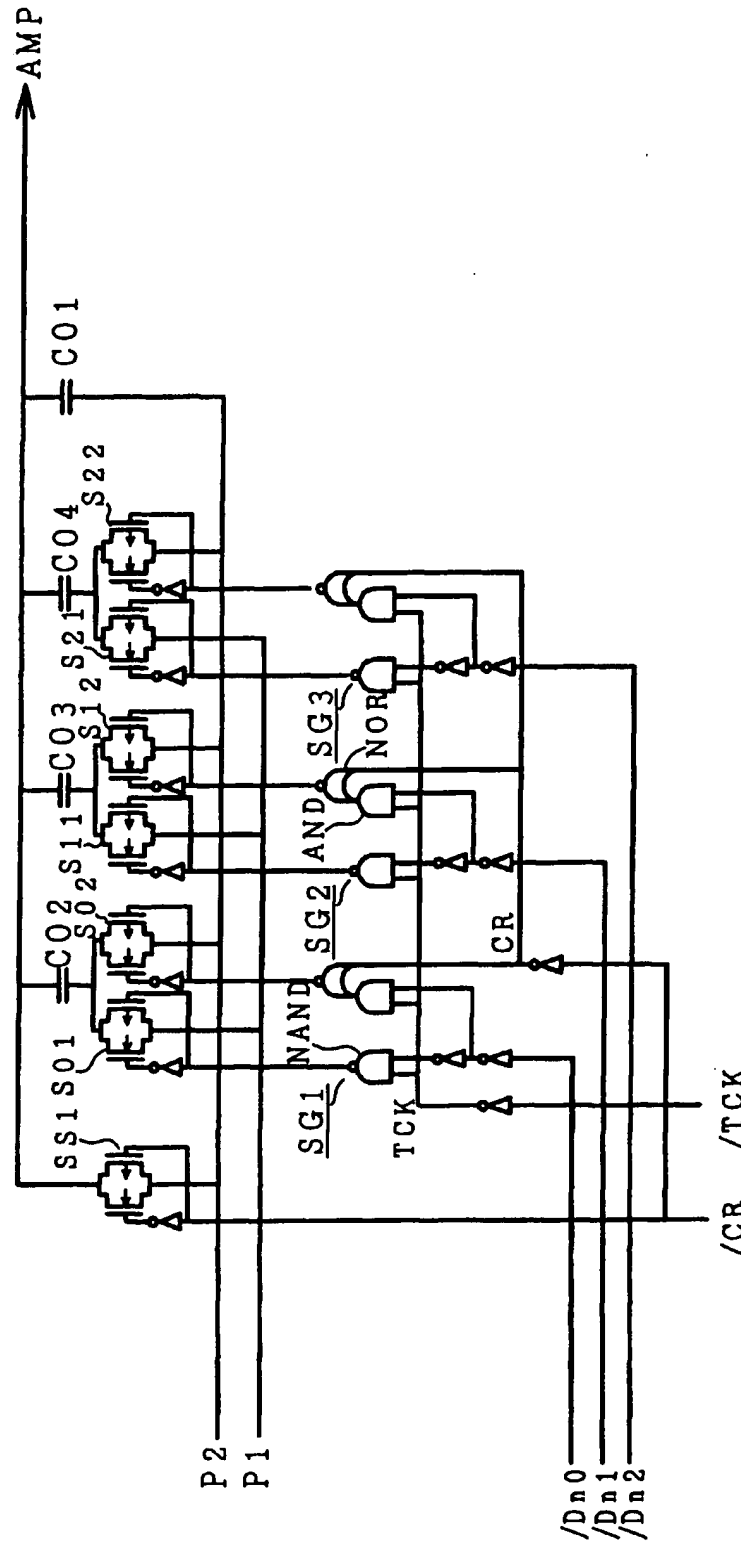 AMP
CO1
S22
CO4
S21
S12
CO3
S11
S02
CO2
S01
SS1
P2
P1
SG3
NOR
AND
SG2
CR
NAND
SG1
TCK
/TCK
/CR
/Dn0
/Dn1
/Dn2